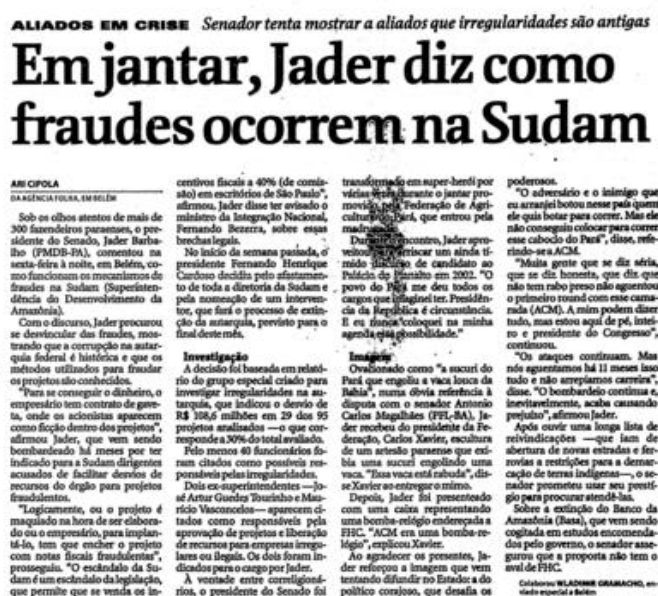 ALIADOS EM CRISE Senador tenta mostrar a aliados que irregularidades são antigas
Em jantar, Jader diz como
fraudes ocorrem na Sudam
ARI CIPOLA
DA AGÊNCIA FOLHA, EM BELÉM
Sob os olhos atentos de mais de
300 fazendeiros paraenses, o pre-
sidente do Senado, Jader Barba-
lho (PMDB-PA), comentou na
sexta-feira à noite, em Belém, co-
mo funcionam os mecanismos de
fraudes na Sudam (Superinten-
dência do Desenvolvimento da
Amazônia).
Com o discurso, Jader procurou
se desvincular das fraudes, mos-
trando que a corrupção na autar-
quia federal é histórica e que os
métodos utilizados para fraudar
os projetos são conhecidos.
"Para se conseguir o dinheiro, o
empresário tem contrato de gave-
ta, onde os acionistas aparecem
como ficção dentro dos projetos",
afirmou Jader, que vem sendo
bombardeado há meses por ter
indicado para a Sudam dirigentes
acusados de facilitar desvios de
recursos do órgão para projetos
fraudulentos.
"Logicamente, ou o projeto é
maquiado na hora de ser elabora-
do ou o empresário, para implan-
tá-lo, tem que encher o projeto
com notas fiscais fraudulentas",
prosseguiu. "O escândalo da Su-
dam é um escândalo da legislação,
que permite que se venda os in-
centivos fiscais a 40% (de comis-
são) em escritórios de São Paulo",
afirmou. Jader disse ter avisado o
ministro da Integração Nacional,
Fernando Bezerra, sobre essas
brechas legais.
No início da semana passada, o
presidente Fernando Henrique
Cardoso decidiu pelo afastamento
de toda a diretoria da Sudam e
pela nomeação de um interven-
tor, que fará o processo de extin-
ção da autarquia, previsto para o
final deste mês.
Investigação
A decisão foi baseada em relató-
rio do grupo especial criado para
investigar irregularidades na au-
tarquia, que indicou o desvio de
R$ 108,6 milhões em 29 dos 95
projetos analisados —o que cor-
responde a 30% do total avaliado.
Pelo menos 40 funcionários fo-
ram citados como possíveis res-
ponsáveis pelas irregularidades.
Dois ex-superintendentes —Jo-
sé Artur Guedes Tourinho e Mau-
rício Vasconcelos— aparecem ci-
tados como responsáveis pela
aprovação de projetos e liberação
de recursos para empresas irregu-
lares ou ilegais. Os dois foram in-
dicados para o cargo por Jader.
À vontade entre correligioná-
rios, o presidente do Senado foi
transformado em super-herói por
várias durante o jantar pro-
movido pela Federação de Agri-
cultura do Pará, que entrou pela
madrugada.
Durante o encontro, Jader apro-
veitou arriscar um ainda tí-
mido discurso de candidato ao
Palácio do Planalto em 2002. "O
povo do Pará me deu todos os
cargos que imaginei ter. Presidên-
cia da República é circunstância.
E eu nunca coloquei na minha
agenda essa possibilidade."
Imagem
Ovacionado como "a sucuri do
Pará que engoliu a vaca louca da
Bahia", numa óbvia referência à
disputa com o senador Antonio
Carlos Magalhães (PFL-BA), Ja-
der recebeu do presidente da Fe-
deração, Carlos Xavier, escultura
de um artesão paraense que exi-
bia uma sucuri engolindo uma
vaca. "Essa vaca está rabuda", dis-
se Xavier ao entregar o mimo.
Depois, Jader foi presenteado
com uma caixa representando
uma bomba-relógio endereçada a
FHC. "ACM era uma bomba-re-
lógio", explicou Xavier.
Ao agradecer os presentes, Ja-
der reforçou a imagem que vem
tentando difundir no Estado: a do
político corajoso, que desafia os
poderosos.
"O adversário e o inimigo que
eu arranjei botou nesse país quem
ele quis botar para correr. Mas ele
não conseguiu colocar para correr
esse caboclo do Pará", disse, refe-
rindo-se a ACM.
"Muita gente que se diz séria,
que se diz honesta, que diz que
não tem rabo preso não aguentou
o primeiro round com esse cama-
rada (ACM). A mim podem dizer
tudo, mas estou aqui de pé, intei-
ro e presidente do Congresso",
continuou.
"Os ataques continuam. Mas
nós aguentamos há 11 meses isso
tudo e não arrepiamos carreira",
disse. "O bombardeio continua e,
inevitavelmente, acaba causando
prejuízo", afirmou Jader.
Após ouvir uma longa lista de
reivindicações —que iam de
abertura de novas estradas e fer-
rovias a restrições para a demar-
cação de terras indígenas—, o se-
nador prometeu usar seu prestí-
gio para procurar atendê-las.
Sobre a extinção do Banco da
Amazônia (Basa), que vem sendo
cogitada em estudos encomenda-
dos pelo governo, o senador asse-
gurou que a proposta não tem o
aval de FHC.
Colaborou WLADIMIR GRAMACHO, en-
viado especial a Belém